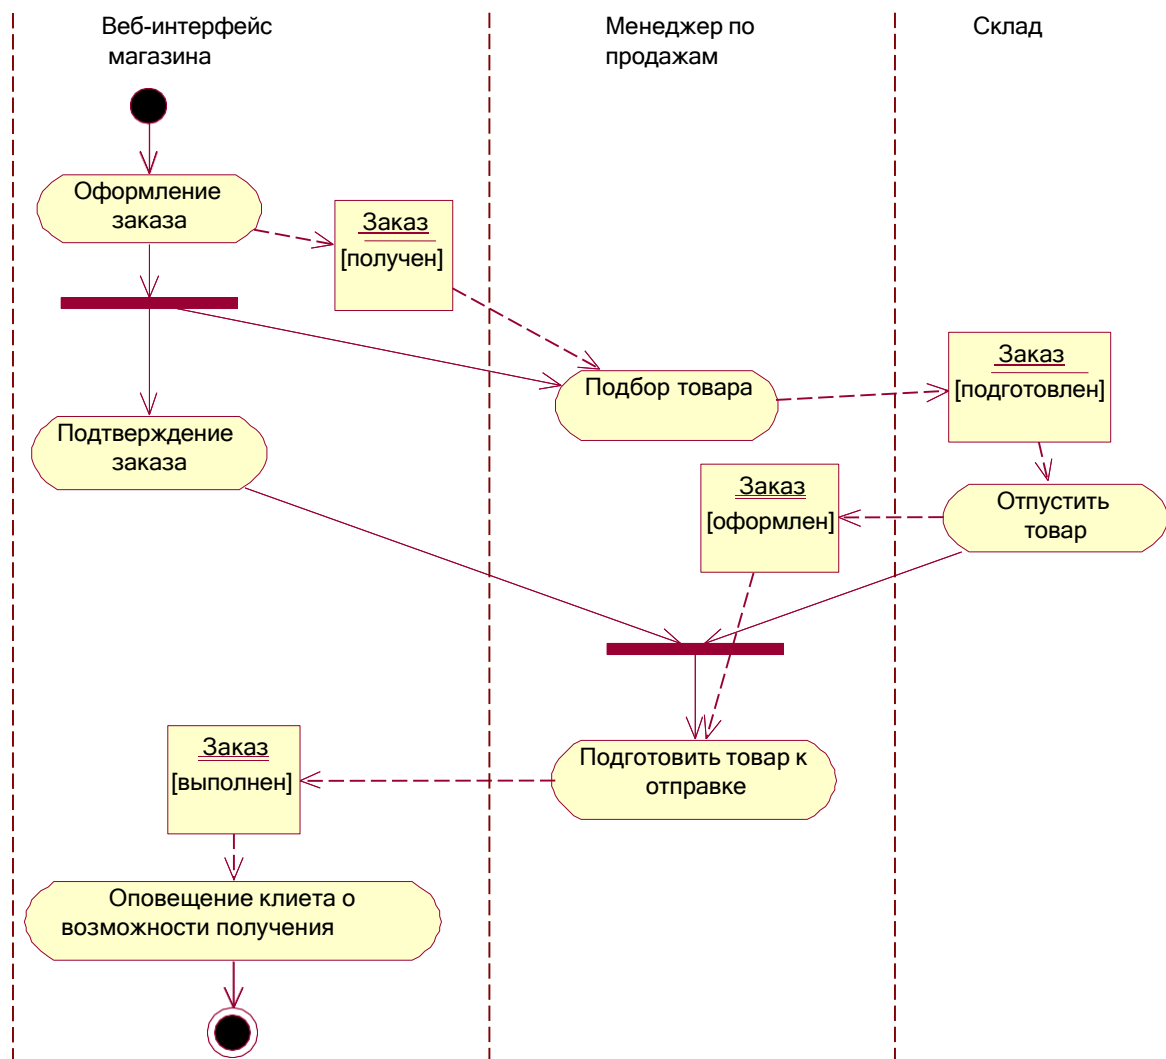 Веб-интерфейс
магазина
Менеджер по
продажам
Склад
Оформление
заказа
Заказ
[получен]
Подбор товара
Заказ
[подготовлен]
Подтверждение
заказа
Заказ
[оформлен]
Отпустить
товар
Заказ
[выполнен]
Подготовить товар к
отправке
Оповещение клиета о
возможности получения